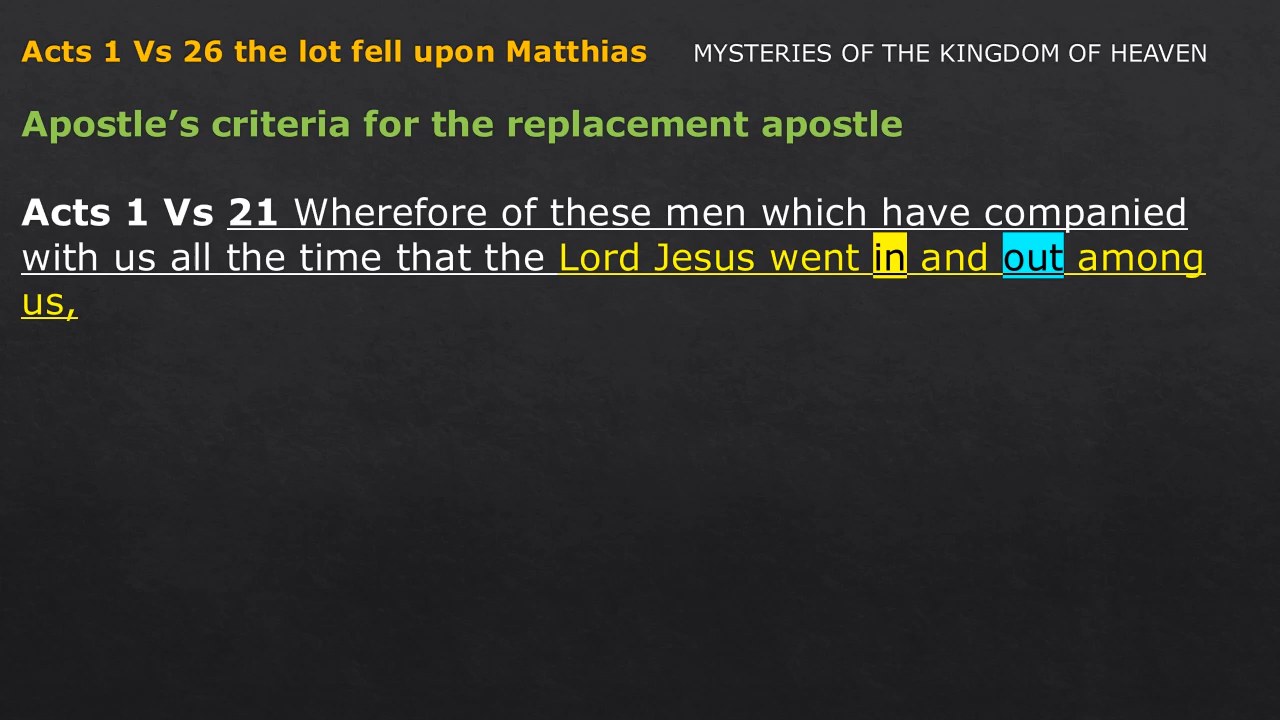 Acts 1 Vs 26 the lot fell upon Matthias MYSTERIES OF THE KINGDOM OF HEAVEN
Apostle’s criteria for the replacement apostle
Acts 1 Vs 21 Wherefore of these men which have companied
with us all the time that the Lord Jesus went in and out among
us,